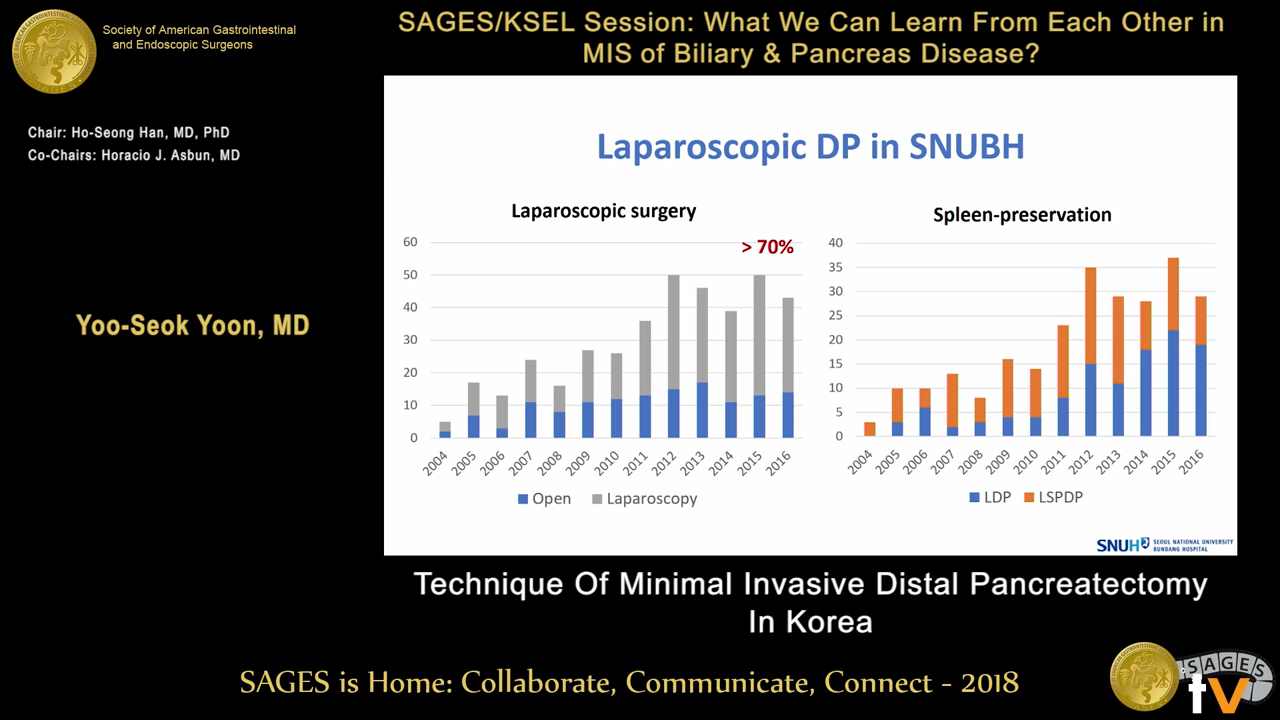 Society of American Gastrointestinal
and Endoscopic Surgeons
SAGES/KSEL Session: What We Can Learn From Each Other in
MIS of Biliary & Pancreas Disease?
Chair: Ho-Seong Han, MD, PhD
Co-Chairs: Horacio J. Asbun, MD
Yoo-Seok Yoon, MD
Laparoscopic DP in SNUBH
Laparoscopic surgery
> 70%
60
50
40
30
20
10
0
2004 2005 2006 2007 2008 2009 2010 2011 2012 2013 2014 2015 2016
Open Laparoscopy
Spleen-preservation
40
35
30
25
20
15
10
5
0
2004 2005 2006 2007 2008 2009 2010 2011 2012 2013 2014 2015 2016
LDP LSPDP
SNUH SEOUL NATIONAL UNIVERSITY
BUNDANG HOSPITAL
Technique Of Minimal Invasive Distal Pancreatectomy
In Korea
SAGES is Home: Collaborate, Communicate, Connect - 2018
SAGES
tv